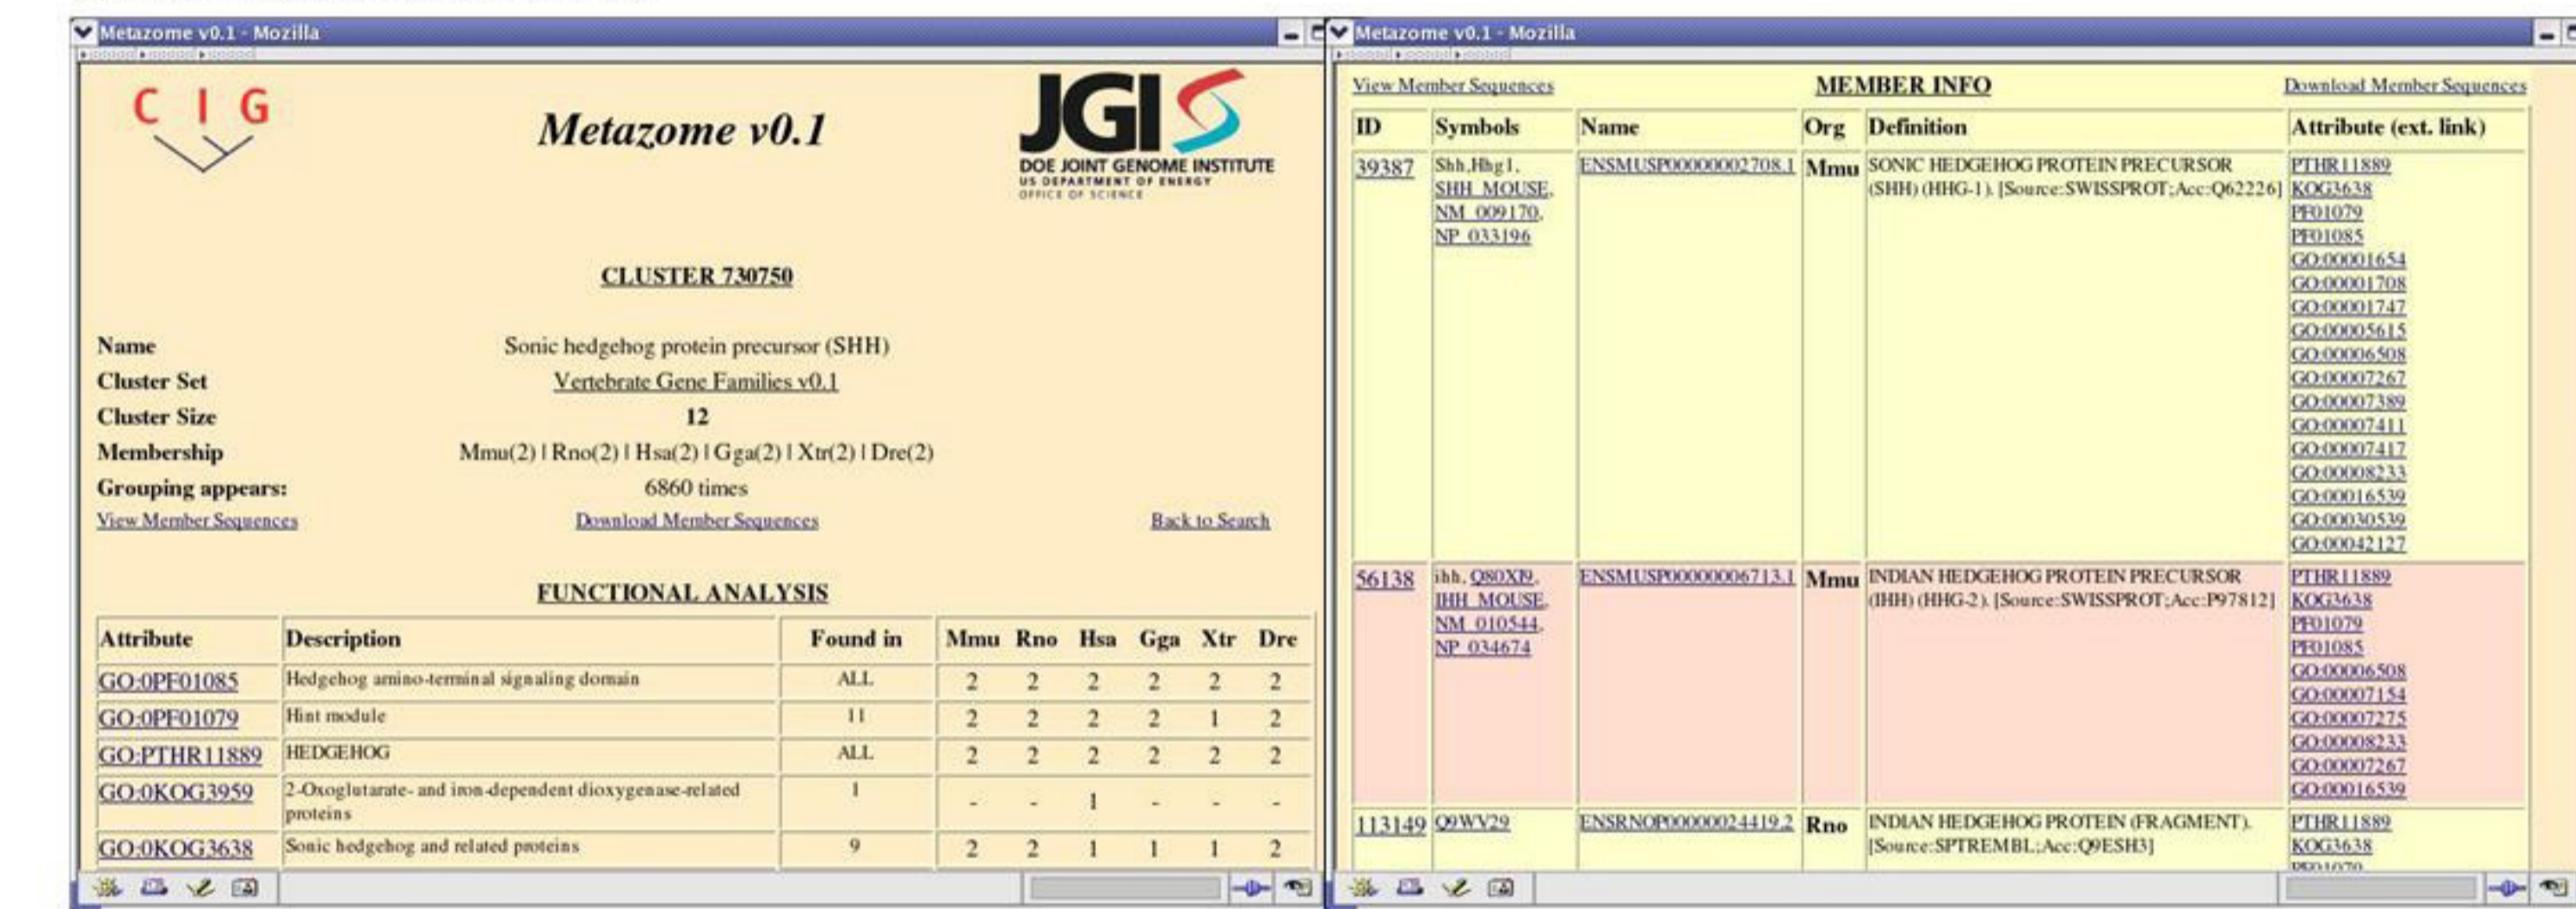 Metazome v0.1 - Mozilla
C I G
Metazome v0.1
JGI
DOE JOINT GENOME INSTITUTE
US DEPARTMENT OF ENERGY
OFFICE OF SCIENCE
CLUSTER 730750
Name Sonic hedgehog protein precursor (SHH)
Cluster Set Vertebrate Gene Families v0.1
Cluster Size 12
Membership Mmu(2) | Rno(2) | Hsa(2) | Gga(2) | Xtr(2) | Dre(2)
Grouping appears: 6860 times
View Member Sequences Download Member Sequences Back to Search
FUNCTIONAL ANALYSIS
Attribute Description Found in Mmu Rno Hsa Gga Xtr Dre
GO:0PF01085 Hedgehog amino-terminal signaling domain ALL 2 2 2 2 2 2
GO:0PF01079 Hint module 11 2 2 2 2 1 2
GO:PTHR11889 HEDGEHOG ALL 2 2 2 2 2 2
GO:0KOG3959 2-Oxoglutarate- and iron-dependent dioxygenase-related 1 - - 1 - - -
proteins
GO:0KOG3638 Sonic hedgehog and related proteins 9 2 2 1 1 1 2
Metazome v0.1 - Mozilla
View Member Sequences MEMBER INFO Download Member Sequences
ID Symbols Name Org Definition Attribute (ext. link)
39387 Shh,Hhg1, ENSMUSP00000002708.1 Mmu SONIC HEDGEHOG PROTEIN PRECURSOR PTHR11889
SHH_MOUSE, (SHH) (HHG-1). [Source:SWISSPROT;Acc:Q62226] KOG3638
NM_009170, PF01079
NP_033196 PF01085
GO:00001654
GO:00001708
GO:00001747
GO:00005615
GO:00006508
GO:00007267
GO:00007389
GO:00007411
GO:00007417
GO:00008233
GO:00016539
GO:00030539
GO:00042127
56138 ihh, Q80XI9, ENSMUSP00000006713.1 Mmu INDIAN HEDGEHOG PROTEIN PRECURSOR PTHR11889
IHH_MOUSE, (IHH) (HHG-2). [Source:SWISSPROT;Acc:P97812] KOG3638
NM_010544, PF01079
NP_034674 PF01085
GO:00006508
GO:00007154
GO:00007275
GO:00008233
GO:00007267
GO:00016539
113149 Q9WV29 ENSRNOP00000024419.2 Rno INDIAN HEDGEHOG PROTEIN (FRAGMENT). PTHR11889
[Source:SPTREMBL;Acc:Q9ESH3] KOG3638